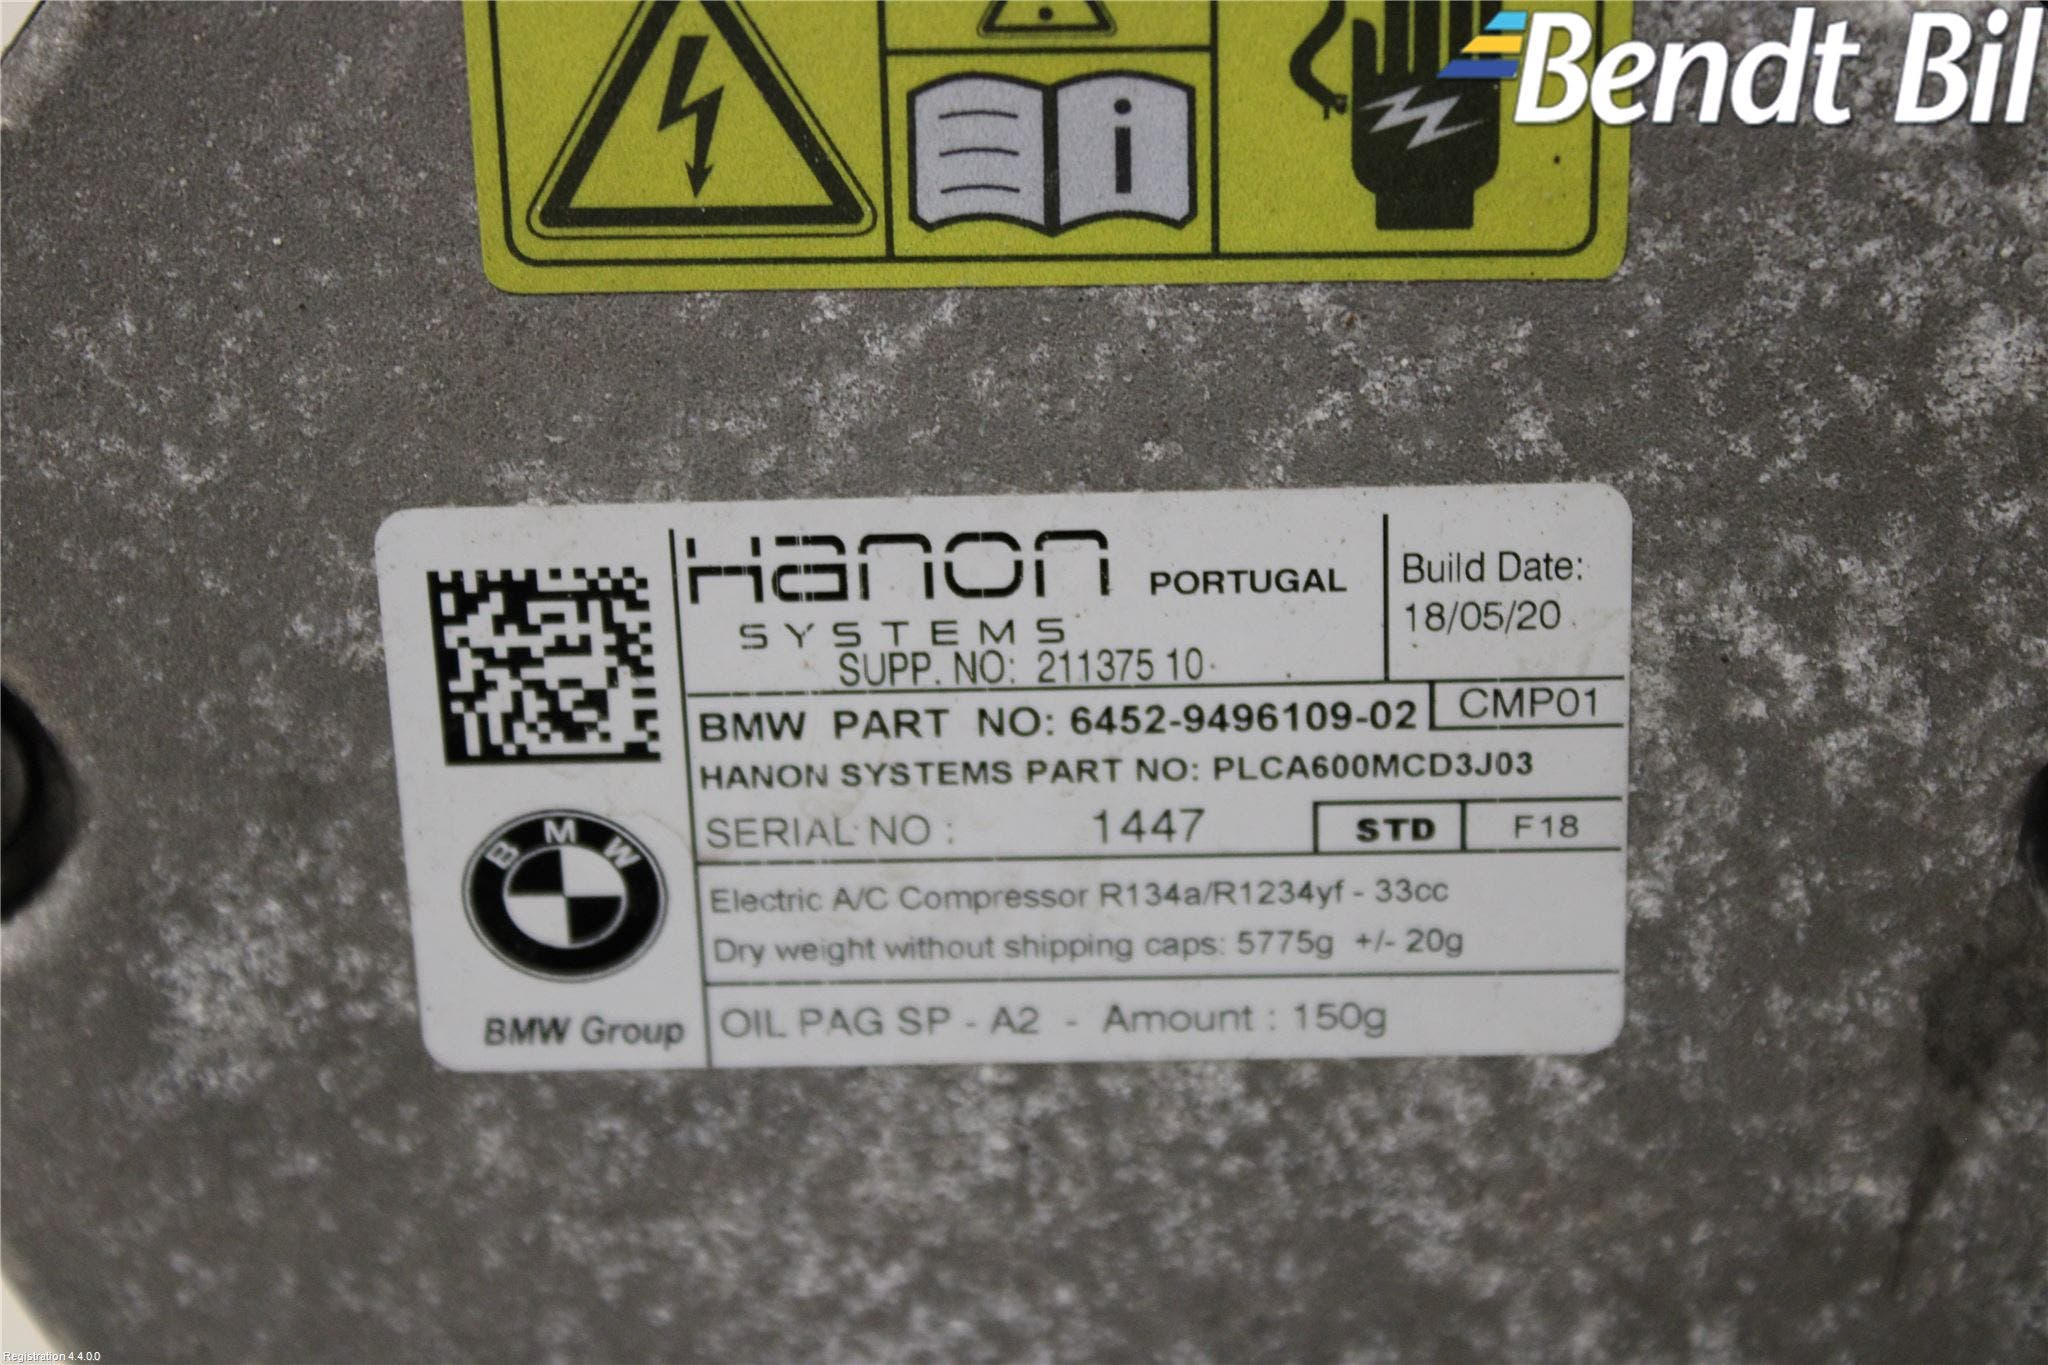 Bendt Bil
Hanon PORTUGAL
SYSTEMS
SUPP. NO: 211375 10
Build Date:
18/05/20
BMW PART NO: 6452-9496109-02 CMP01
HANON SYSTEMS PART NO: PLCA600MCD3J03
SERIAL NO : 1447 STD F18
Electric A/C Compressor R134a/R1234yf - 33cc
Dry weight without shipping caps: 5775g +/- 20g
OIL PAG SP - A2 - Amount : 150g
BMW
BMW Group
Registration 4.4.0.0